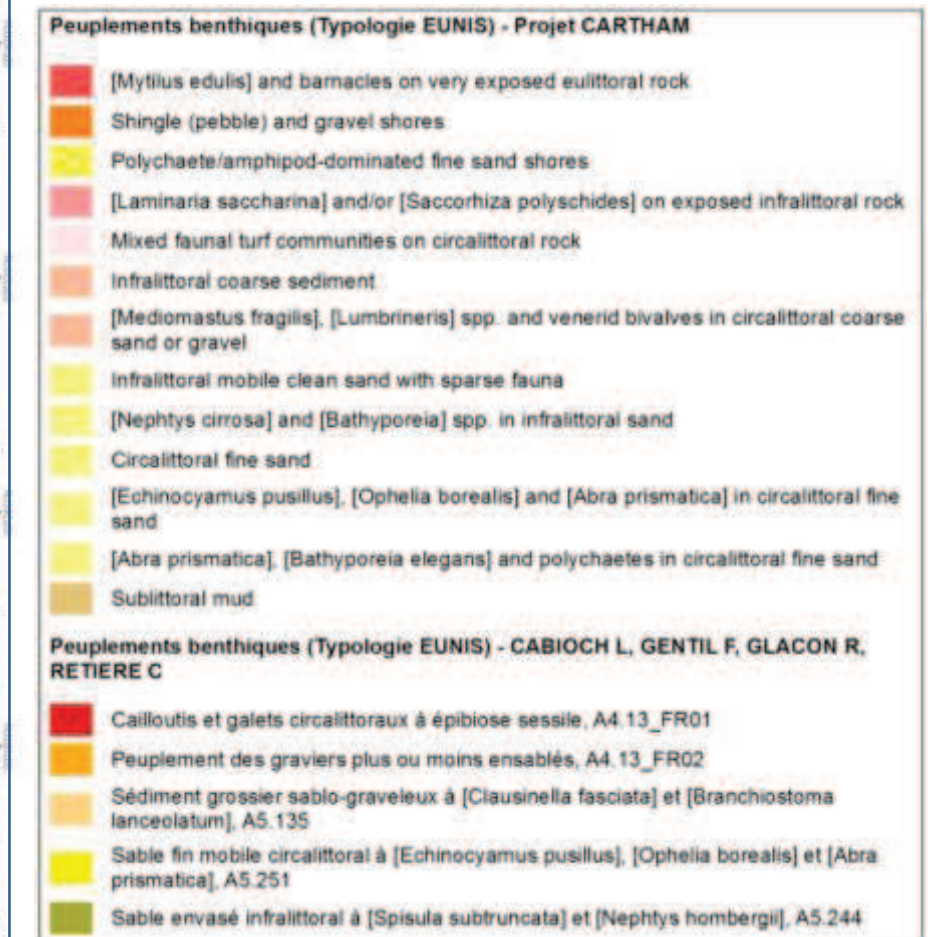 Peuplements benthiques (Typologie EUNIS) - Projet CARTHAM
[Mytilus edulis] and barnacles on very exposed eulittoral rock
Shingle (pebble) and gravel shores
Polychaete/amphipod-dominated fine sand shores
[Laminaria saccharina] and/or [Saccorhiza polyschides] on exposed infralittoral rock
Mixed faunal turf communities on circalittoral rock
Infralittoral coarse sediment
[Mediomastus fragilis], [Lumbrineris] spp. and venerid bivalves in circalittoral coarse
sand or gravel
Infralittoral mobile clean sand with sparse fauna
[Nephtys cirrosa] and [Bathyporeia] spp. in infralittoral sand
Circalittoral fine sand
[Echinocyamus pusillus], [Ophelia borealis] and [Abra prismatica] in circalittoral fine
sand
[Abra prismatica], [Bathyporeia elegans] and polychaetes in circalittoral fine sand
Sublittoral mud
Peuplements benthiques (Typologie EUNIS) - CABIOCH L, GENTIL F, GLACON R,
RETIERE C
Cailloutis et galets circalittoraux à épibiose sessile, A4.13_FR01
Peuplement des graviers plus ou moins ensablés, A4.13_FR02
Sédiment grossier sablo-graveleux à [Clausinella fasciata] et [Branchiostoma
lanceolatum], A5.135
Sable fin mobile circalittoral à [Echinocyamus pusillus], [Ophelia borealis] et [Abra
prismatica], A5.251
Sable envasé infralittoral à [Spisula subtruncata] et [Nephtys hombergii], A5.244